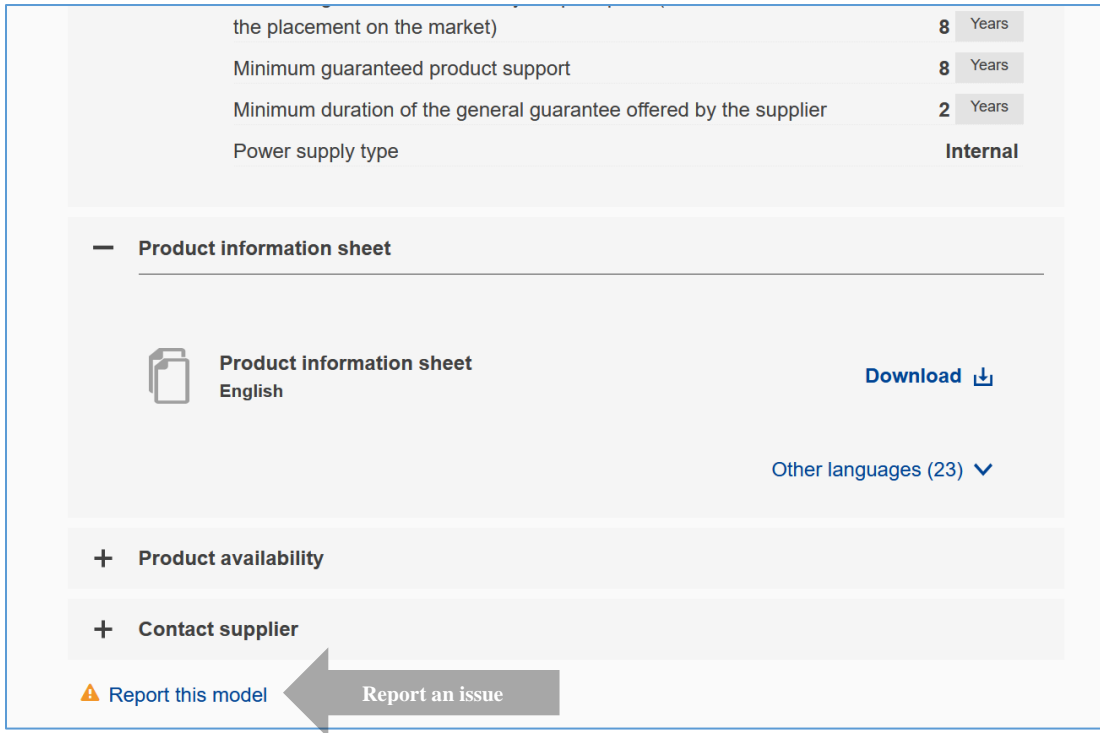 the placement on the market) 8 Years
Minimum guaranteed product support 8 Years
Minimum duration of the general guarantee offered by the supplier 2 Years
Power supply type Internal
Product information sheet
Product information sheet
English
Download
Other languages (23)
Product availability
Contact supplier
Report this model
Report an issue